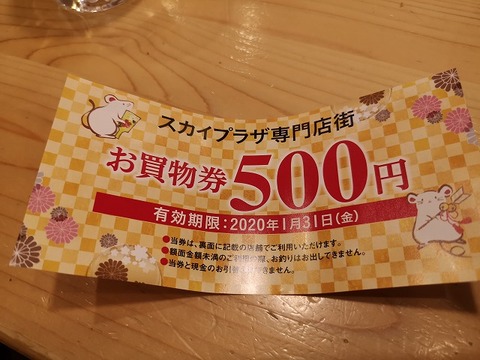 スカイプラザ専門店街
お買物券500円
有効期限:2020年1月31日(金)
●当券は、裏面に記載の店舗でご利用いただけます。
●額面金額未満のご利用の際、お釣はお出しできません。
●当券と現金のお引替えはできません。